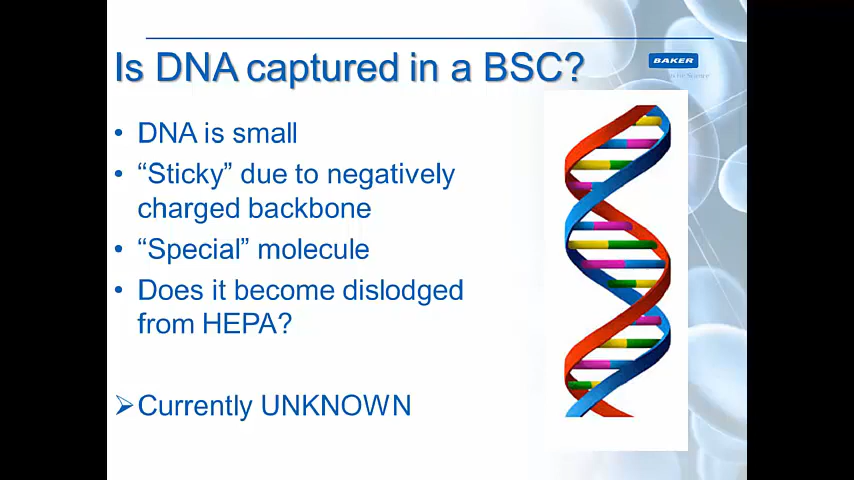 Is DNA captured in a BSC?
BAKER
• DNA is small
• “Sticky” due to negatively
charged backbone
• “Special” molecule
• Does it become dislodged
from HEPA?
➢ Currently UNKNOWN